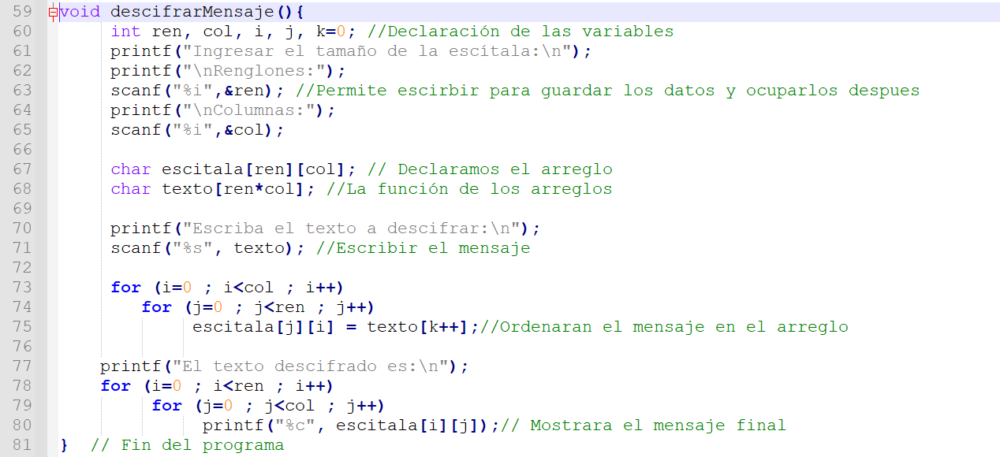 59 void descifrarMensaje(){
60 int ren, col, i, j, k=0; //Declaración de las variables
61 printf("Ingresar el tamaño de la escítala:\n");
62 printf("\nRenglones:");
63 scanf("%i",&ren); //Permite escirbir para guardar los datos y ocuparlos despues
64 printf("\nColumnas:");
65 scanf("%i",&col);
66
67 char escitala[ren][col]; // Declaramos el arreglo
68 char texto[ren*col]; //La función de los arreglos
69
70 printf("Escriba el texto a descifrar:\n");
71 scanf("%s", texto); //Escribir el mensaje
72
73 for (i=0 ; i<col ; i++)
74 for (j=0 ; j<ren ; j++)
75 escitala[j][i] = texto[k++];//Ordenaran el mensaje en el arreglo
76
77 printf("El texto descifrado es:\n");
78 for (i=0 ; i<ren ; i++)
79 for (j=0 ; j<col ; j++)
80 printf("%c", escitala[i][j]);// Mostrara el mensaje final
81 } // Fin del programa